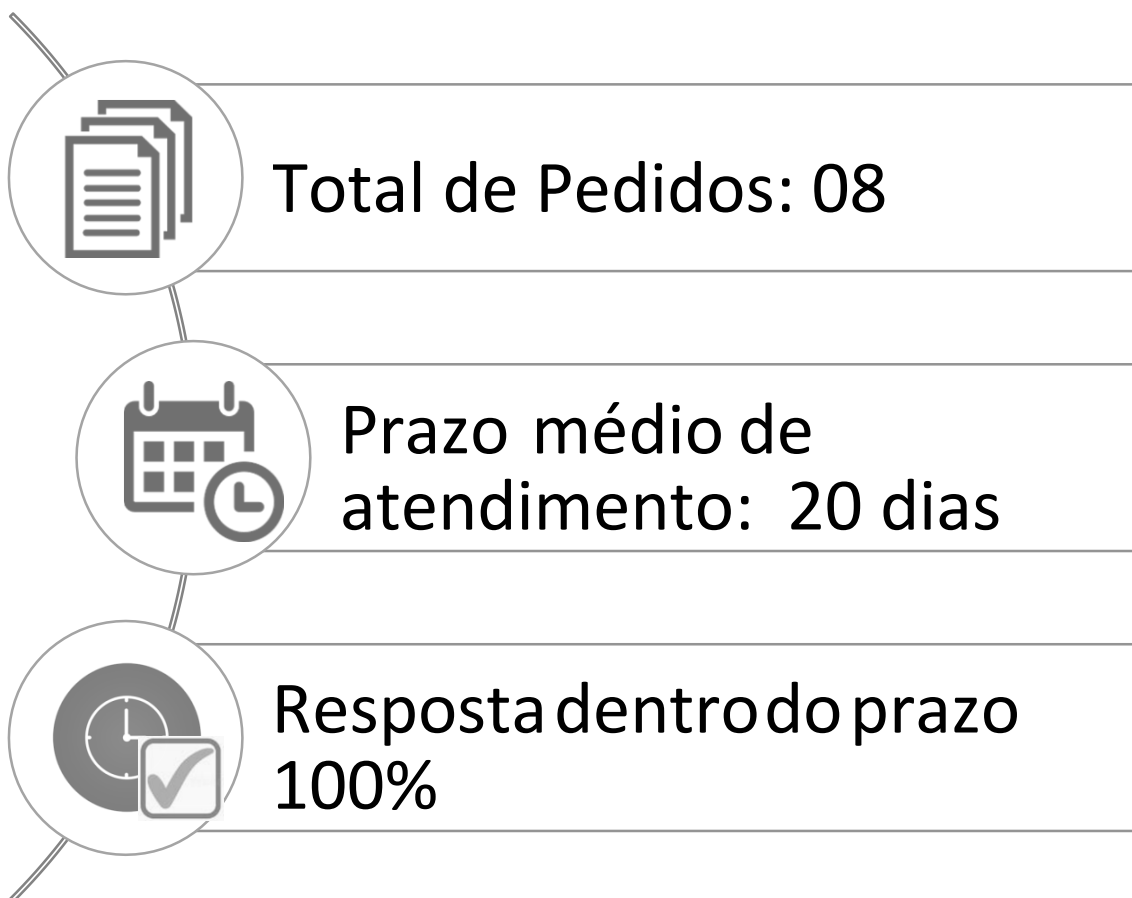 Total de Pedidos: 08
Prazo médio de
atendimento: 20 dias
Resposta dentro do prazo
100%